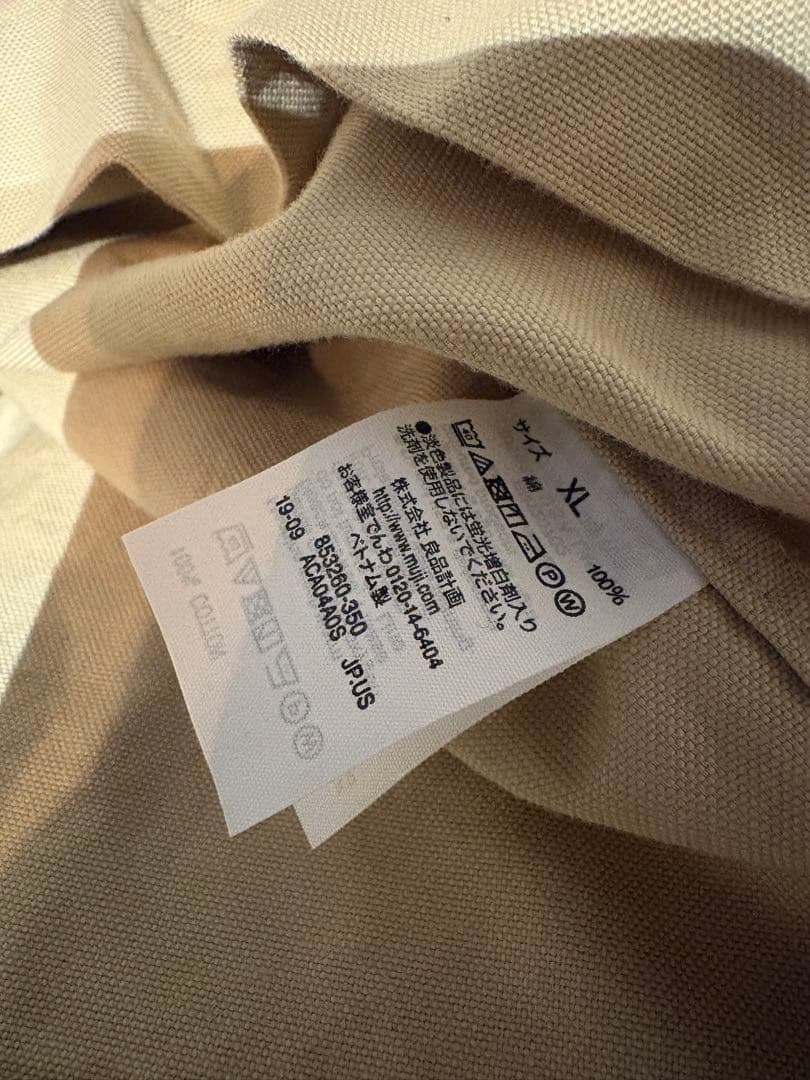 サイズ XL
綿 100%
40 P W
●淡色製品には蛍光増白剤入り
洗剤を使用しないでください。
株式会社 良品計画
http://www.muji.com
お客様室でんわ 0120-14-6404
ベトナム製
853260-350
19-09 ACA04A0S JP.US
100% COTTON